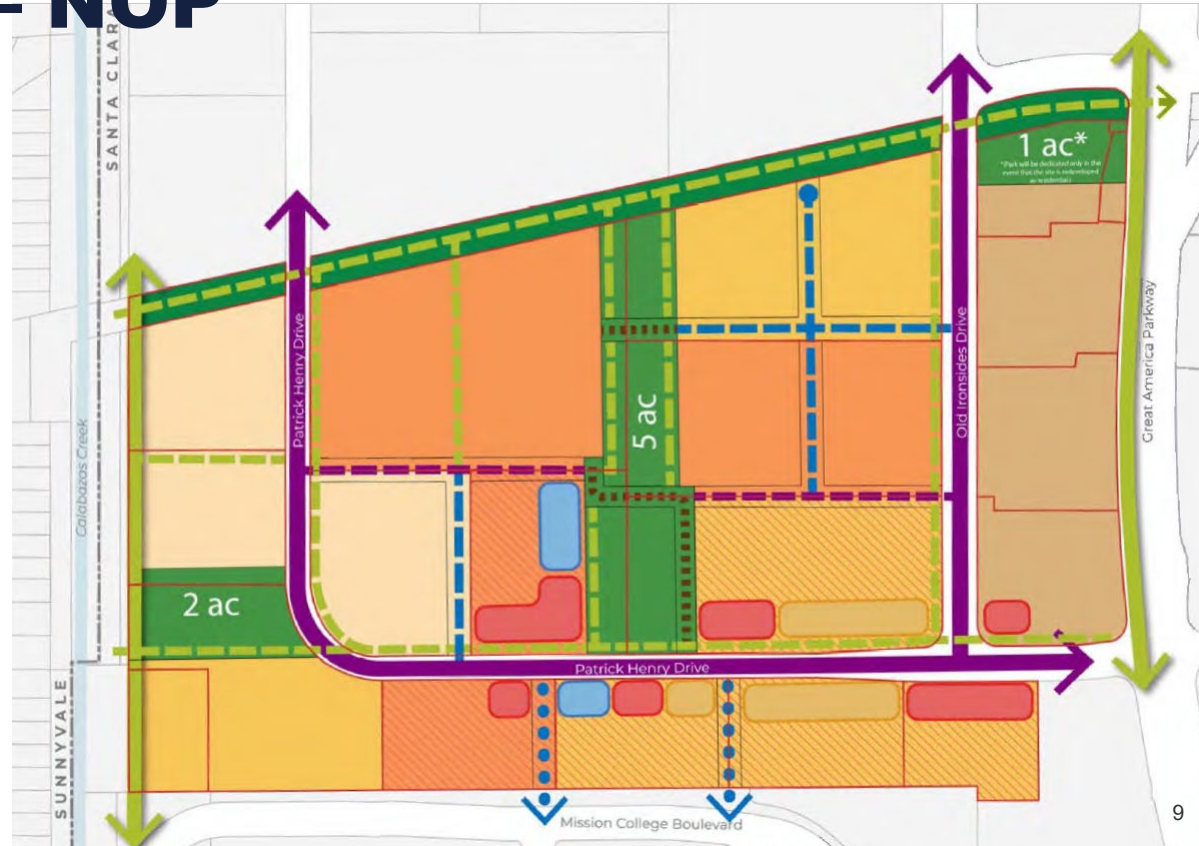 – NOP
SANTA CLARA
1 ac*
*(Park will be dedicated only in the
event that the site is redeveloped
as residential)
Patrick Henry Drive
Old Ironsides Drive
Great America Parkway
Calabazas Creek
5 ac
2 ac
Patrick Henry Drive
SUNNYVALE
Mission College Boulevard
9